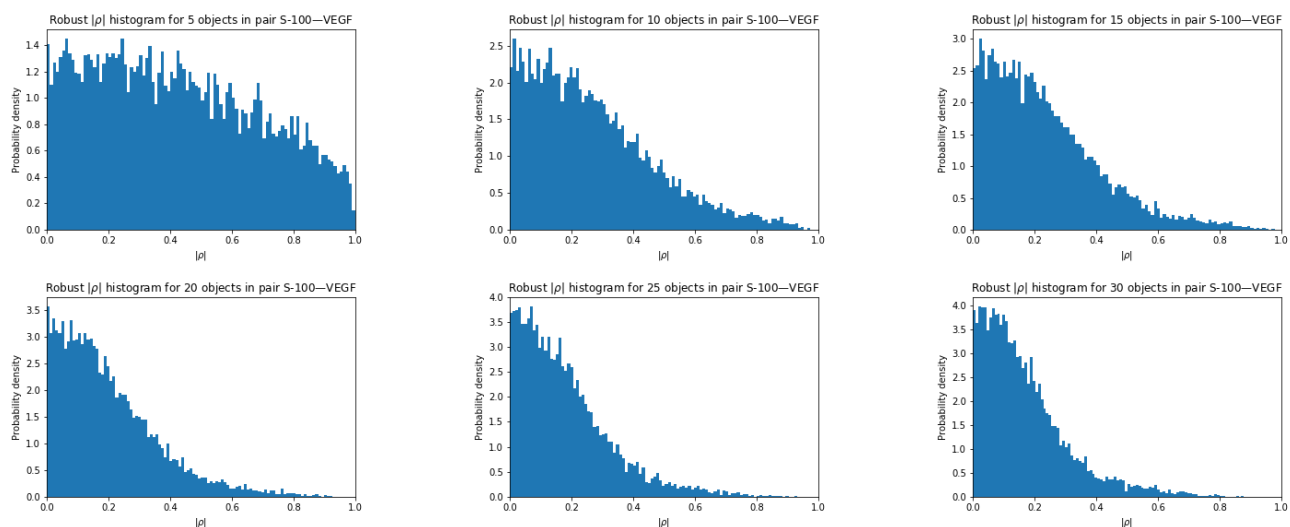 Robust |ρ| histogram for 5 objects in pair S-100—VEGF
Probability density
1.4
1.2
1.0
0.8
0.6
0.4
0.2
0.0
0.0 0.2 0.4 0.6 0.8 1.0
|ρ|
Robust |ρ| histogram for 10 objects in pair S-100—VEGF
Probability density
2.5
2.0
1.5
1.0
0.5
0.0
0.0 0.2 0.4 0.6 0.8 1.0
|ρ|
Robust |ρ| histogram for 15 objects in pair S-100—VEGF
Probability density
3.0
2.5
2.0
1.5
1.0
0.5
0.0
0.0 0.2 0.4 0.6 0.8 1.0
|ρ|
Robust |ρ| histogram for 20 objects in pair S-100—VEGF
Probability density
3.5
3.0
2.5
2.0
1.5
1.0
0.5
0.0
0.0 0.2 0.4 0.6 0.8 1.0
|ρ|
Robust |ρ| histogram for 25 objects in pair S-100—VEGF
Probability density
4.0
3.5
3.0
2.5
2.0
1.5
1.0
0.5
0.0
0.0 0.2 0.4 0.6 0.8 1.0
|ρ|
Robust |ρ| histogram for 30 objects in pair S-100—VEGF
Probability density
4.0
3.5
3.0
2.5
2.0
1.5
1.0
0.5
0.0
0.0 0.2 0.4 0.6 0.8 1.0
|ρ|